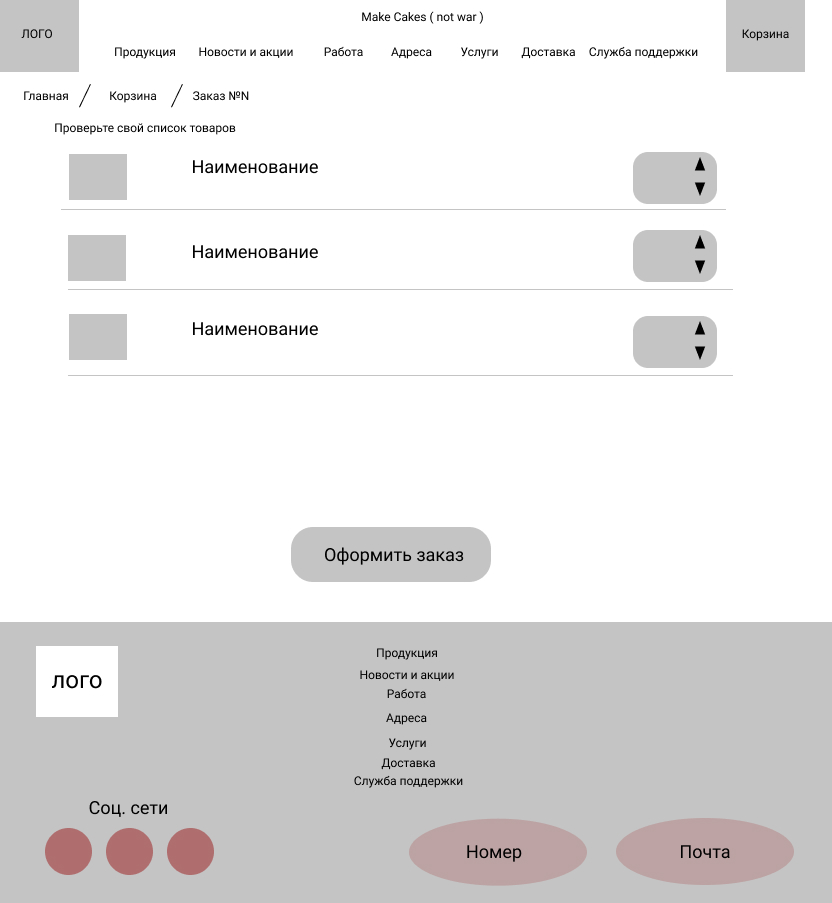 ЛОГО
Make Cakes ( not war )
Корзина
Продукция Новости и акции Работа Адреса Услуги Доставка Служба поддержки
Главная / Корзина / Заказ №N
Проверьте свой список товаров
Наименование
Наименование
Наименование
Оформить заказ
ЛОГО
Продукция
Новости и акции
Работа
Адреса
Услуги
Доставка
Служба поддержки
Соц. сети
Номер
Почта